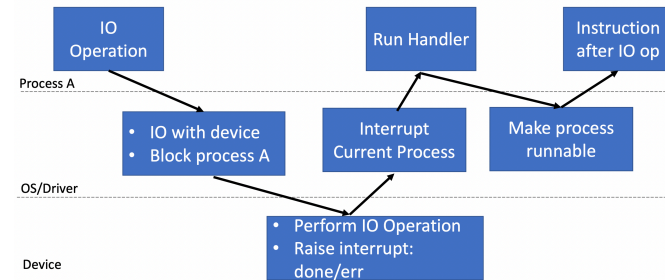 IO
Operation
Run Handler
Instruction
after IO op
Process A
• IO with device
• Block process A
Interrupt
Current Process
Make process
runnable
OS/Driver
• Perform IO Operation
• Raise interrupt:
done/err
Device